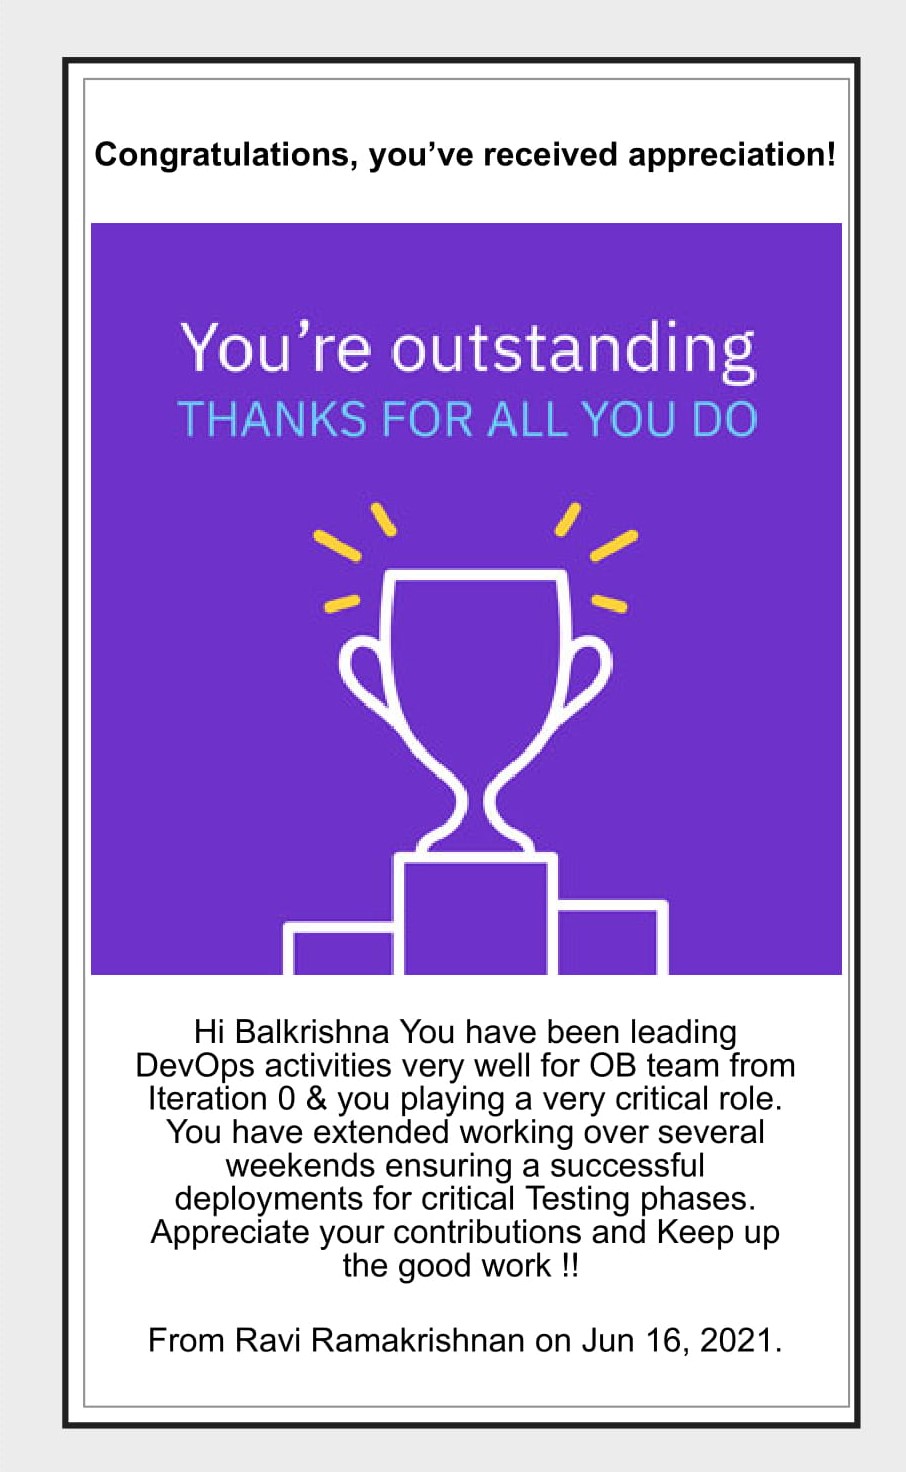 Congratulations, you’ve received appreciation!
You’re outstanding
THANKS FOR ALL YOU DO
Hi Balkrishna You have been leading
DevOps activities very well for OB team from
Iteration 0 & you playing a very critical role.
You have extended working over several
weekends ensuring a successful
deployments for critical Testing phases.
Appreciate your contributions and Keep up
the good work !!
From Ravi Ramakrishnan on Jun 16, 2021.